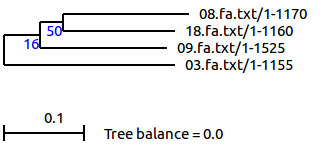 08.fa.txt/1-1170
50
18.fa.txt/1-1160
16
09.fa.txt/1-1525
03.fa.txt/1-1155
0.1
Tree balance = 0.0